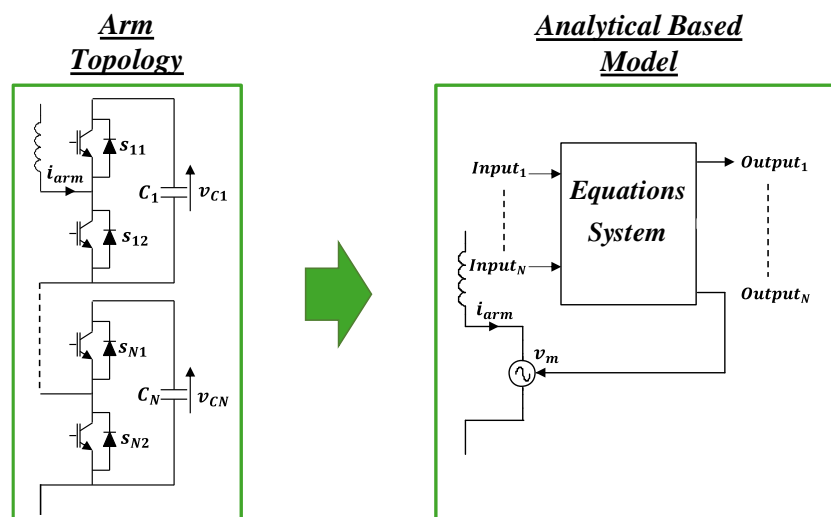 Arm
Topology
s11
iarm
C1
vC1
s12
sN1
CN
vCN
sN2
Analytical Based
Model
Input1
Equations
System
Output1
InputN
OutputN
iarm
vm